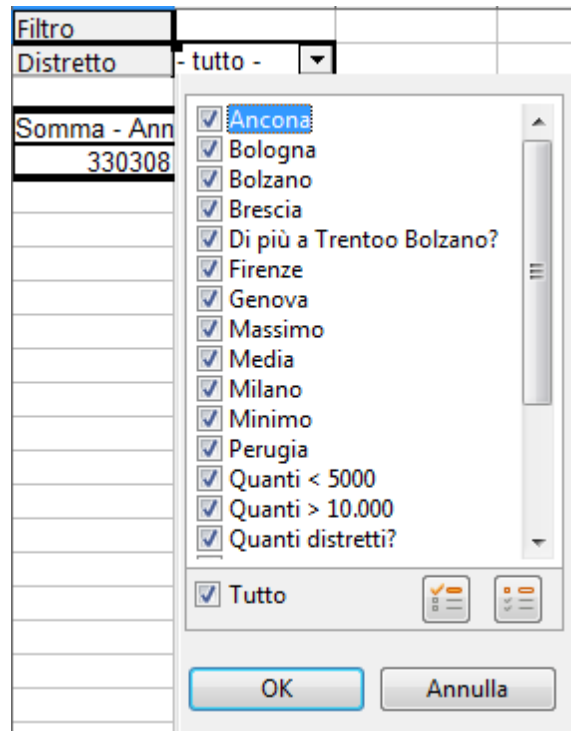 Filtro
Distretto - tutto -
Somma - Ann
330308
Ancona
Bologna
Bolzano
Brescia
Di più a Trentoo Bolzano?
Firenze
Genova
Massimo
Media
Milano
Minimo
Perugia
Quanti < 5000
Quanti > 10.000
Quanti distretti?
Tutto
OK Annulla